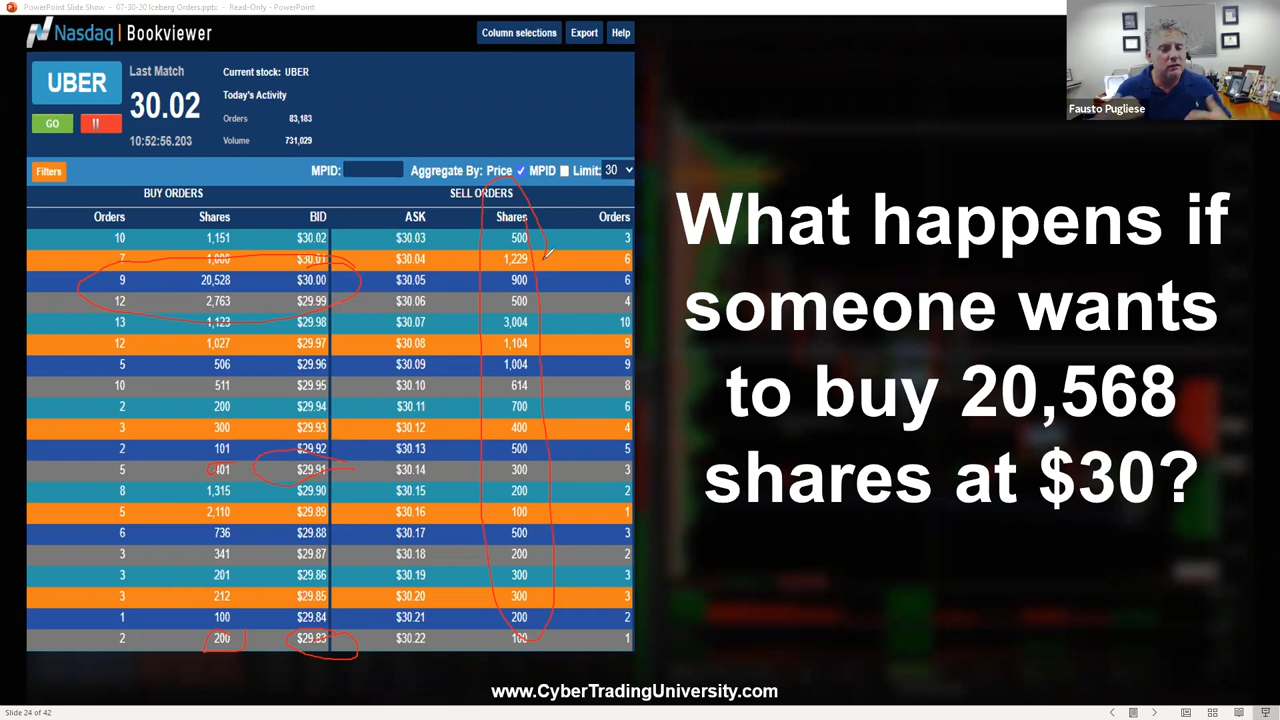 PowerPoint Slide Show - 07-30-20 Iceberg Orders.pptx - Read-Only - PowerPoint
Nasdaq | Bookviewer
Column selections Export Help
UBER
Last Match
30.02
10:52:56.203
GO
Current stock: UBER
Today's Activity
Orders 83,183
Volume 731,029
Fausto Pugliese
Filters MPID: Aggregate By: Price MPID Limit: 30
BUY ORDERS SELL ORDERS
Orders Shares BID ASK Shares Orders
10 1,151 $30.02 $30.03 500 3
7 1,000 $30.01 $30.04 1,229 6
9 20,528 $30.00 $30.05 900 6
12 2,763 $29.99 $30.06 500 4
13 1,123 $29.98 $30.07 3,004 10
12 1,027 $29.97 $30.08 1,104 9
5 506 $29.96 $30.09 1,004 9
10 511 $29.95 $30.10 614 8
2 200 $29.94 $30.11 700 6
3 300 $29.93 $30.12 400 4
2 101 $29.92 $30.13 500 5
5 401 $29.91 $30.14 300 3
8 1,315 $29.90 $30.15 200 2
5 2,110 $29.89 $30.16 100 1
6 736 $29.88 $30.17 500 3
3 341 $29.87 $30.18 200 2
3 201 $29.86 $30.19 300 3
3 212 $29.85 $30.20 300 3
1 100 $29.84 $30.21 200 2
2 200 $29.83 $30.22 100 1
What happens if
someone wants
to buy 20,568
shares at $30?
www.CyberTradingUniversity.com
Slide 24 of 42